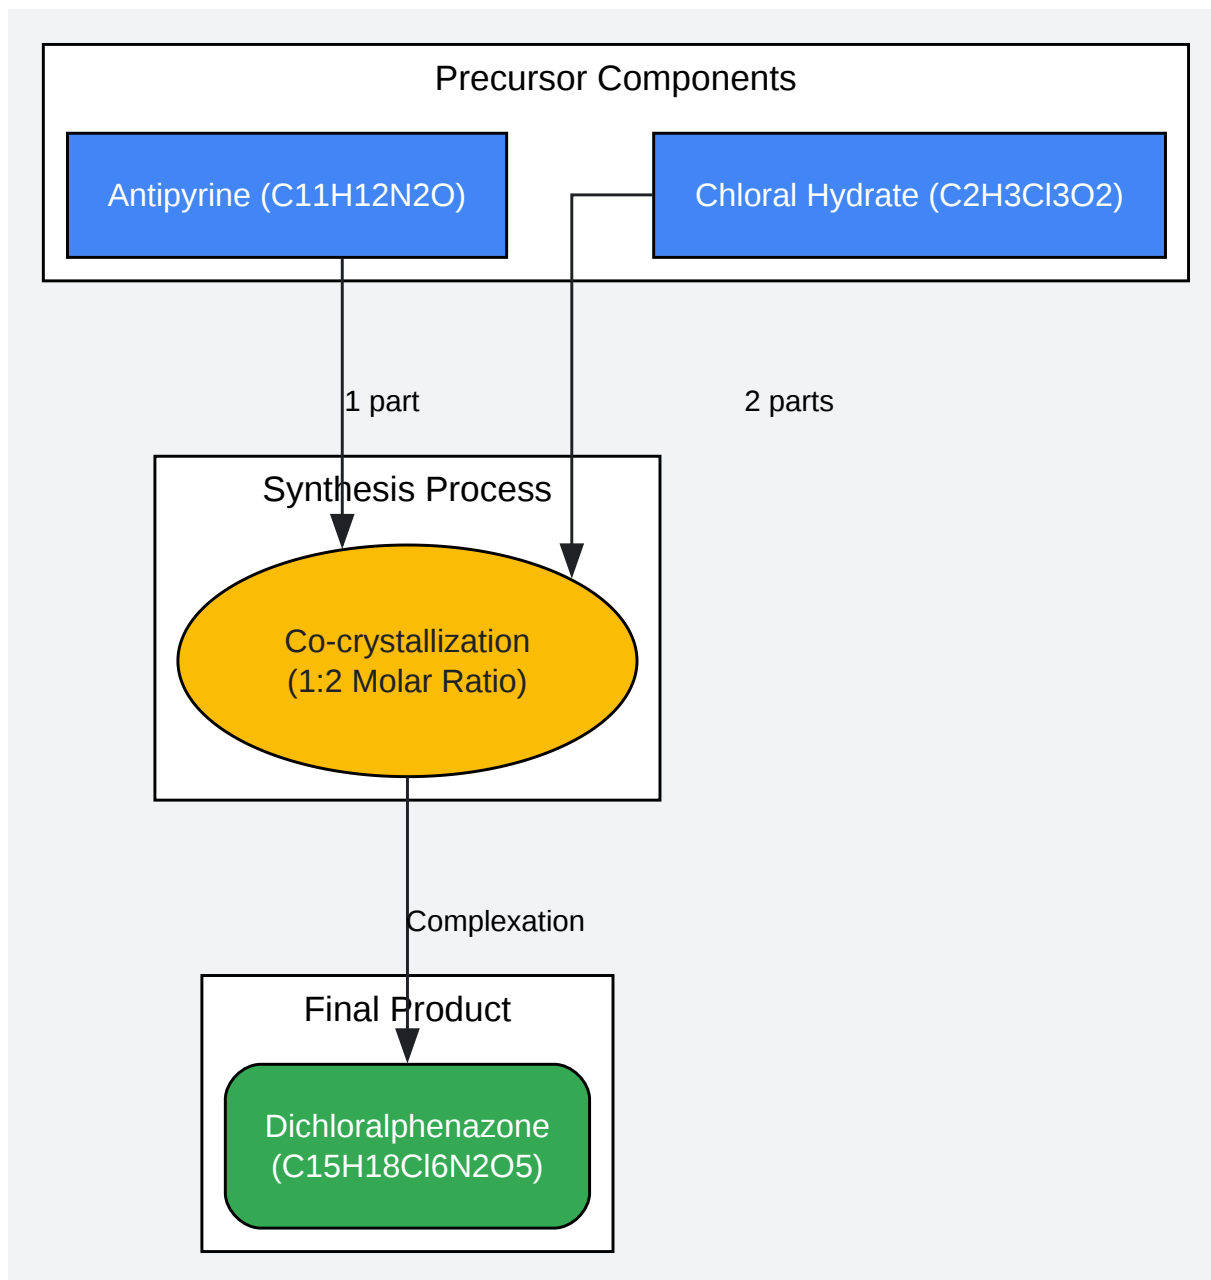 Precursor Components
Antipyrine (C11H12N2O)
Chloral Hydrate (C2H3Cl3O2)
1 part
2 parts
Synthesis Process
Co-crystallization
(1:2 Molar Ratio)
Complexation
Final Product
Dichloralphenazone
(C15H18Cl6N2O5)